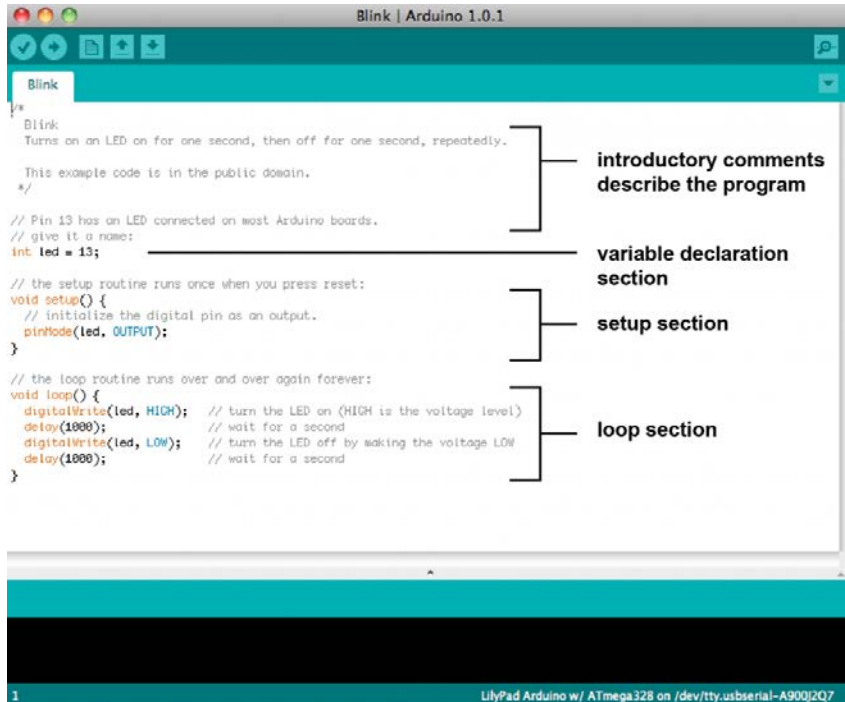 Blink | Arduino 1.0.1
Blink
/*
Blink
Turns on an LED on for one second, then off for one second, repeatedly.
This example code is in the public domain.
*/
// Pin 13 has an LED connected on most Arduino boards.
// give it a name:
int led = 13;
// the setup routine runs once when you press reset:
void setup() {
// initialize the digital pin as an output.
pinMode(led, OUTPUT);
}
// the loop routine runs over and over again forever:
void loop() {
digitalWrite(led, HIGH); // turn the LED on (HIGH is the voltage level)
delay(1000); // wait for a second
digitalWrite(led, LOW); // turn the LED off by making the voltage LOW
delay(1000); // wait for a second
}
introductory comments
describe the program
variable declaration
section
setup section
loop section
1
LilyPad Arduino w/ ATmega328 on /dev/tty.usbserial-A900J2Q7